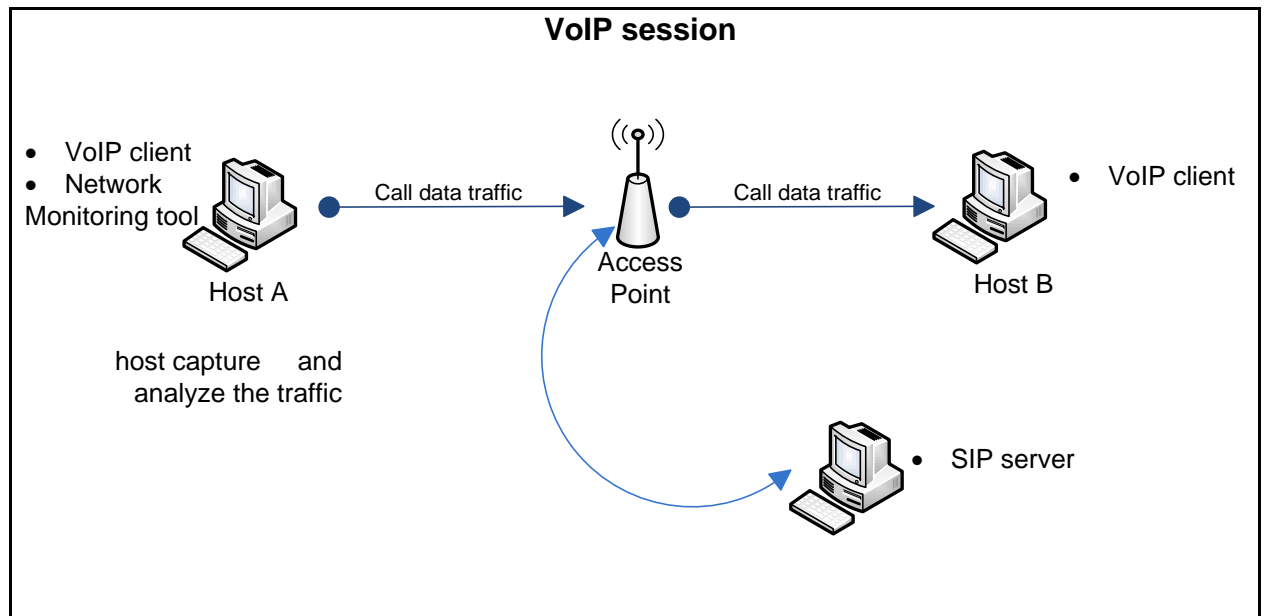 VoIP session
• VoIP client
• Network
Monitoring tool
Call data traffic
Call data traffic
• VoIP client
Host A
Access
Point
Host B
host capture and
analyze the traffic
• SIP server